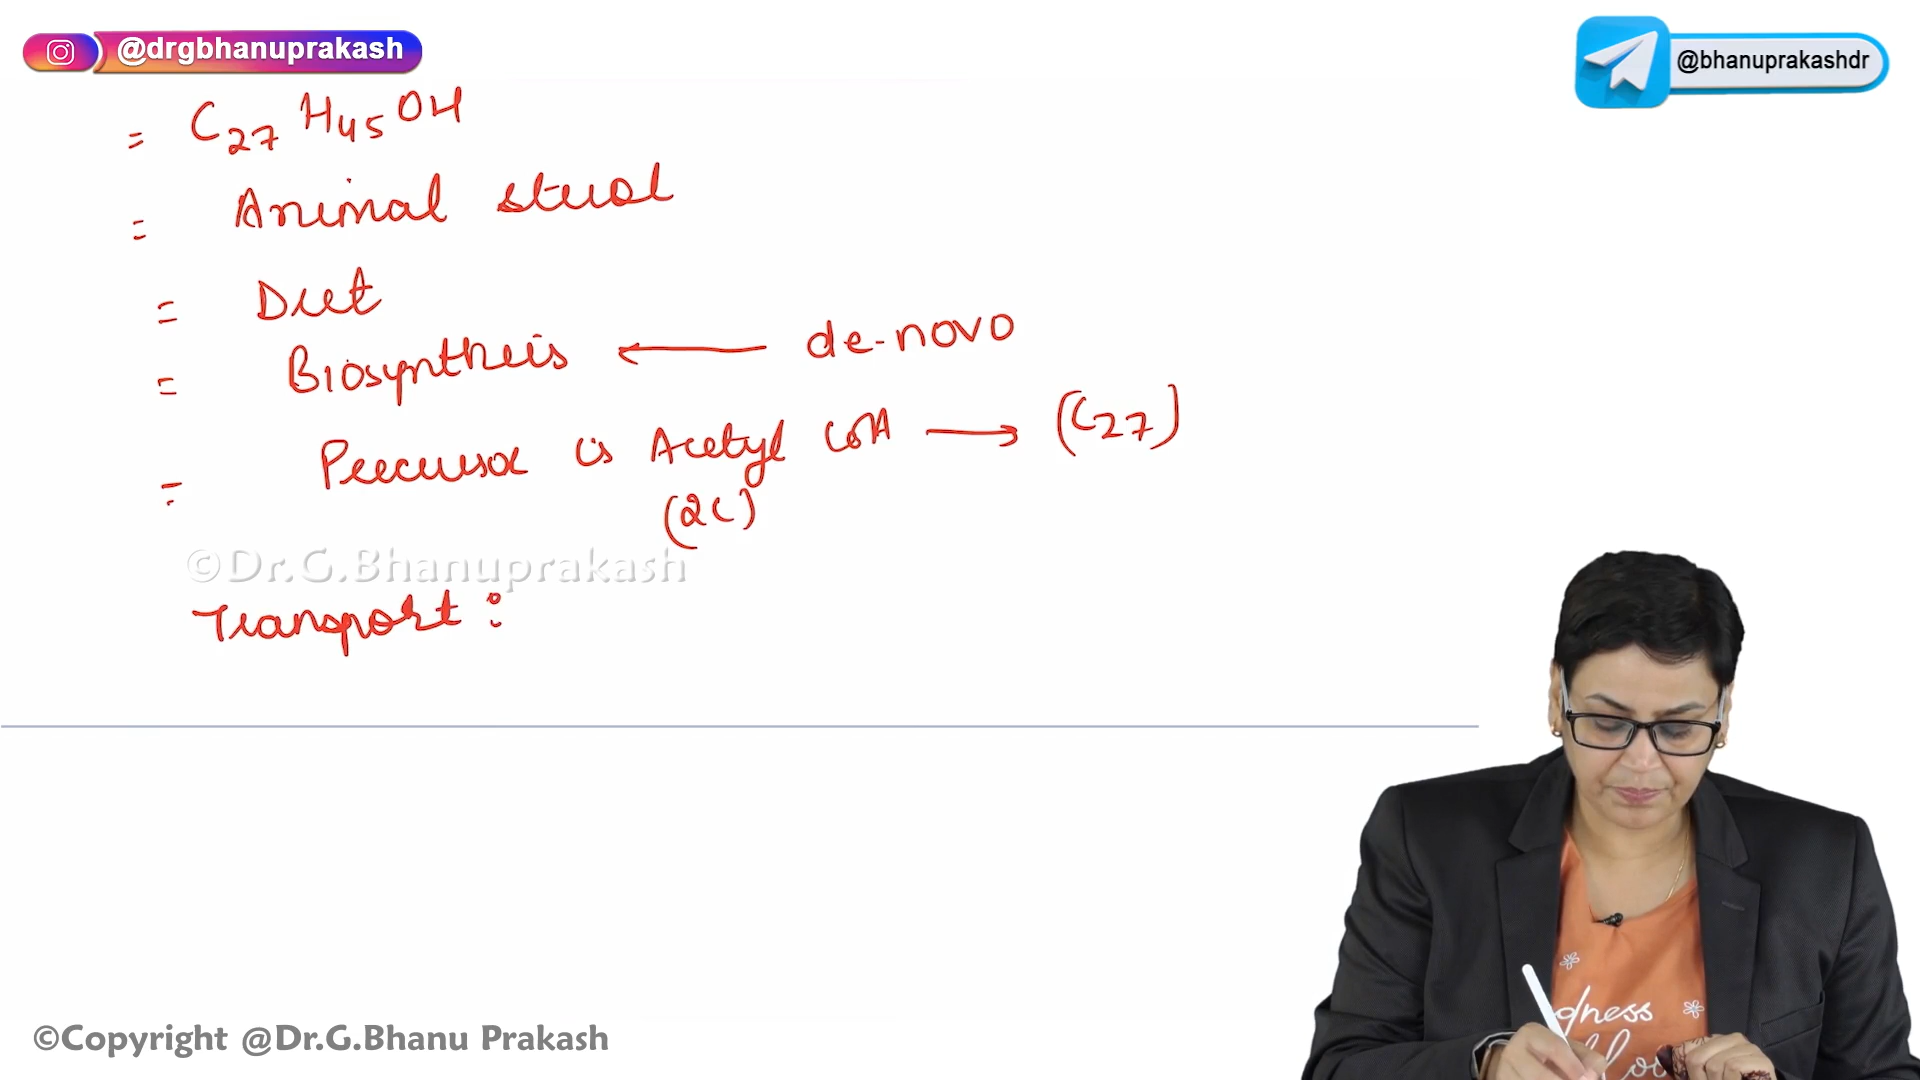 @drgbhanuprakash
@bhanuprakashdr
= C27 H45 OH
= Animal sterol
= Diet
= Biosynthesis ← de-novo
= Precursor is Acetyl CoA → (C27)
(2C)
©Dr.G.Bhanuprakash
Transport :
dness
©Copyright @Dr.G.Bhanu Prakash